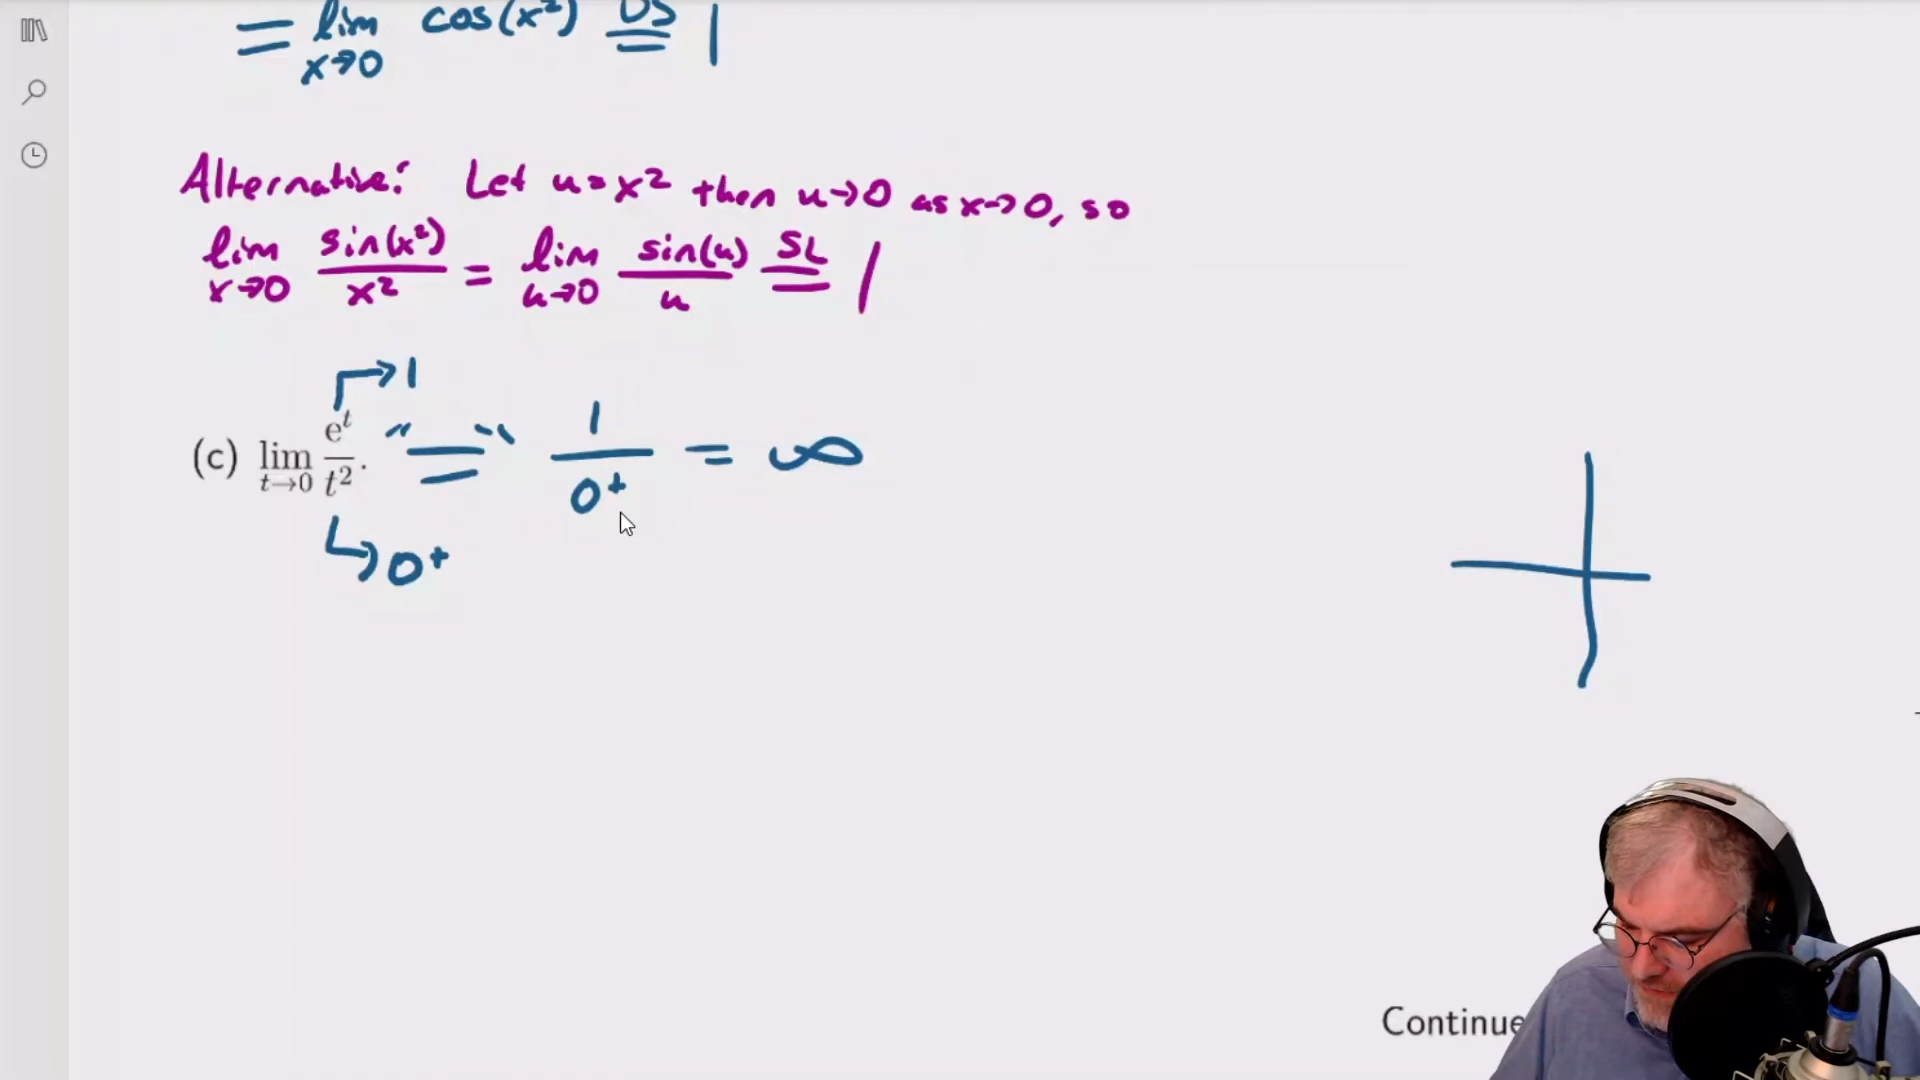 = lim x→0 cos(x²) DS= 1
Alternative: Let u = x² then u→0 as x→0, so
lim x→0 sin(x²)/x² = lim u→0 sin(u)/u SL= 1
→1
(c) lim t→0 eᵗ/t². "=" 1/0⁺ = ∞
→0⁺
Continue